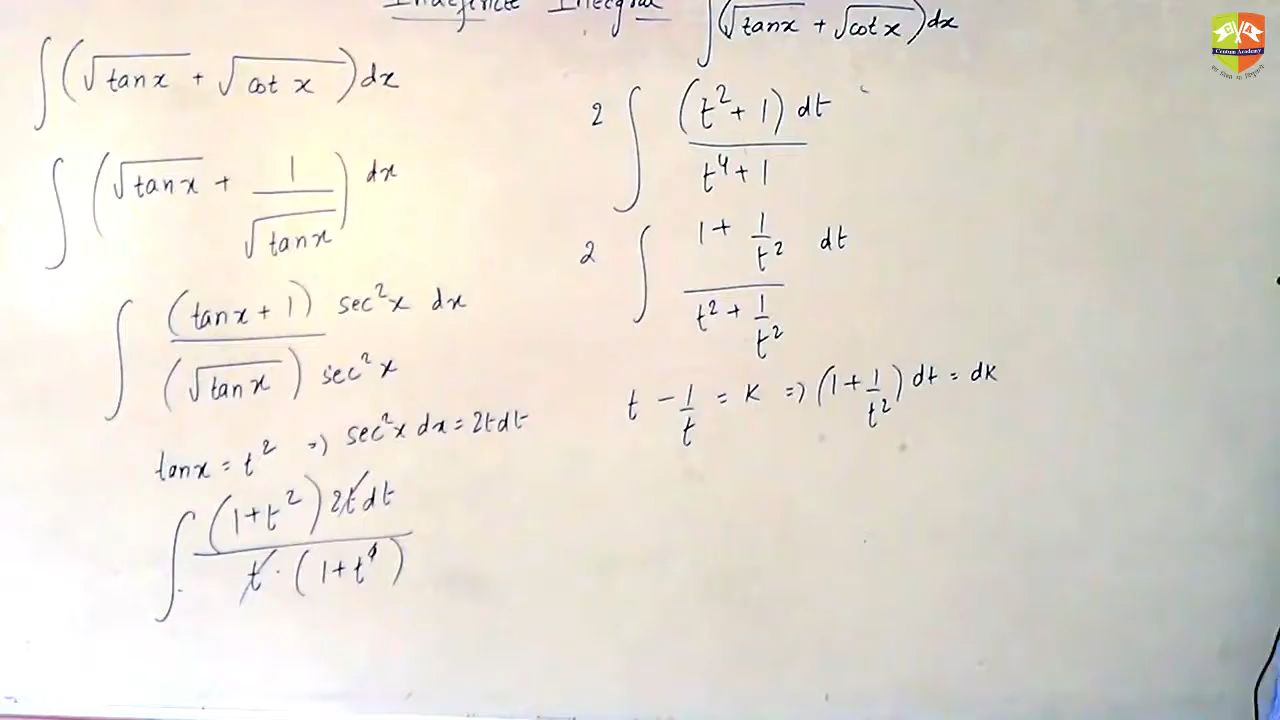 Indefinite Integral
∫(√tanx + √cot x)dx
∫(√tanx + 1/√tanx) dx
∫ (tanx + 1) sec²x dx / (√tanx) sec²x
tanx = t² ⇒ sec²x dx = 2t dt
∫ (1+t²) 2t dt / t · (1+t⁴)
∫(√tanx + √cot x)dx
2 ∫ (t² + 1) dt / t⁴ + 1
2 ∫ 1 + 1/t² dt / t² + 1/t²
t - 1/t = k ⇒ (1 + 1/t²) dt = dk
Centum Academy